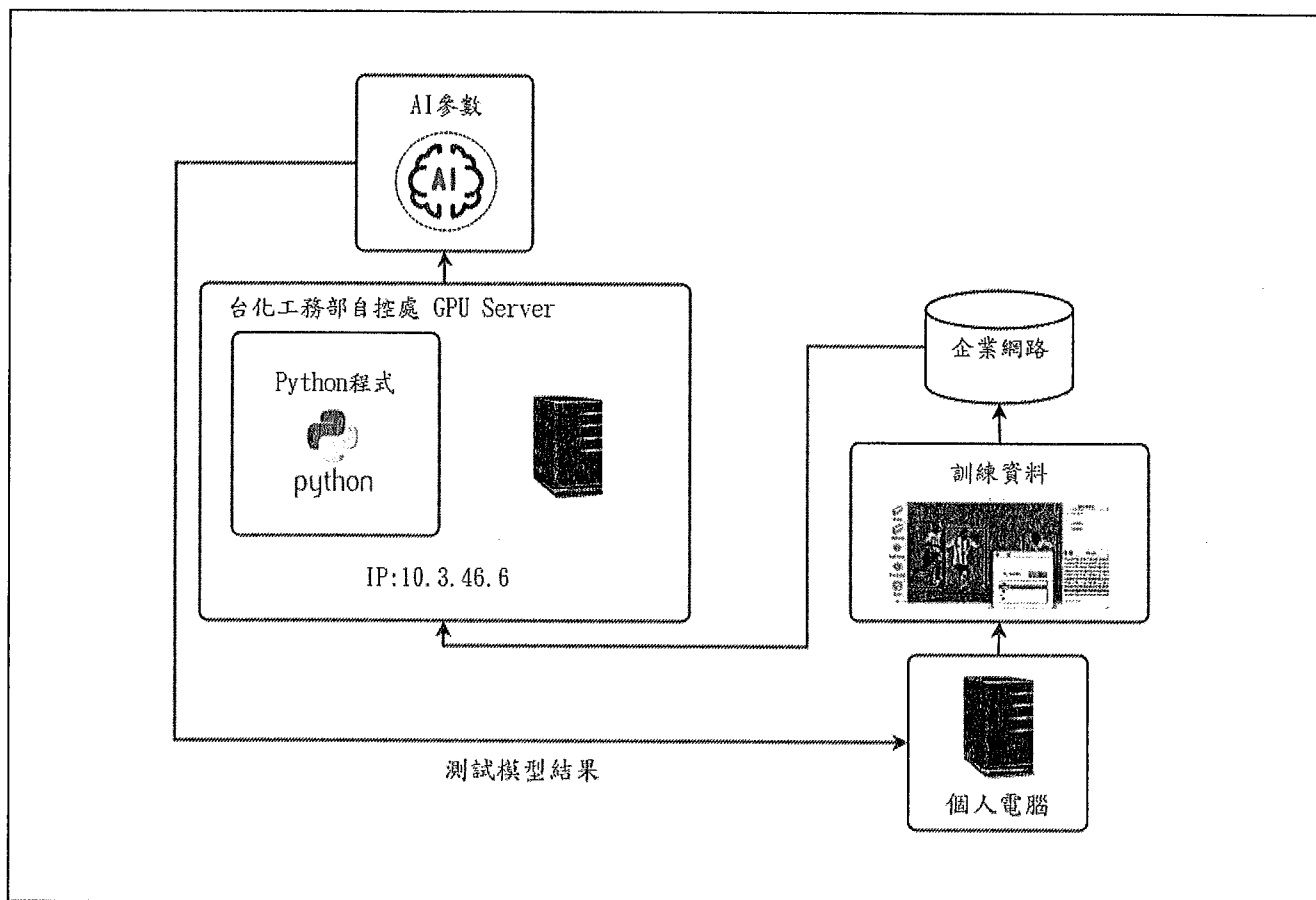 AI參數
AI
台化工務部自控處 GPU Server
Python程式
python
IP:10.3.46.6
企業網路
訓練資料
個人電腦
測試模型結果